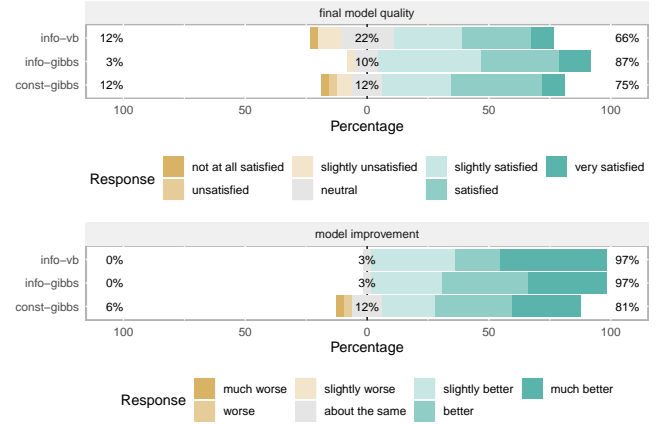 final model quality
info−vb 12% 22% 66%
info−gibbs 3% 10% 87%
const−gibbs 12% 12% 75%
100 50 0 50 100
Percentage
Response not at all satisfied slightly unsatisfied slightly satisfied very satisfied
unsatisfied neutral satisfied
model improvement
info−vb 0% 3% 97%
info−gibbs 0% 3% 97%
const−gibbs 6% 12% 81%
100 50 0 50 100
Percentage
Response much worse slightly worse slightly better much better
worse about the same better